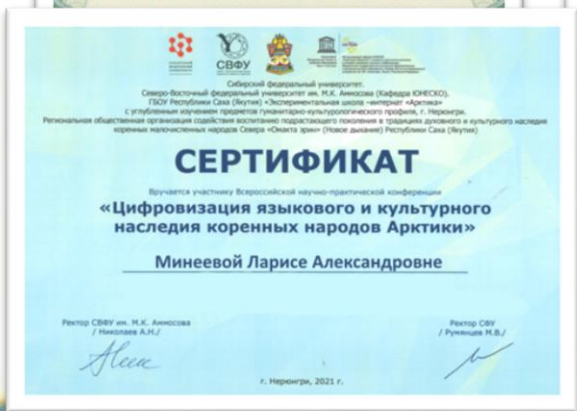 СВФУ
Сибирский федеральный университет.
Северо-Восточный федеральный университет им. М.К. Аммосова (Кафедра ЮНЕСКО).
ГБОУ Республики Саха (Якутия) «Экспериментальная школа –интернат «Арктика»
с углубленным изучением предметов гуманитарно-культурологического профиля, г. Нерюнгри.
Региональная общественная организация содействия воспитанию подрастающего поколения в традициях духовного и культурного наследия
коренных малочисленных народов Севера «Омакта эрин» (Новое дыхание) Республики Саха (Якутия)
СЕРТИФИКАТ
Вручается участнику Всероссийской научно-практической конференции
«Цифровизация языкового и культурного
наследия коренных народов Арктики»
Минеевой Ларисе Александровне
Ректор СВФУ им. М.К. Аммосова
/ Николаев А.Н./
Ректор СФУ
/ Румянцев М.В./
г. Нерюнгри, 2021 г.